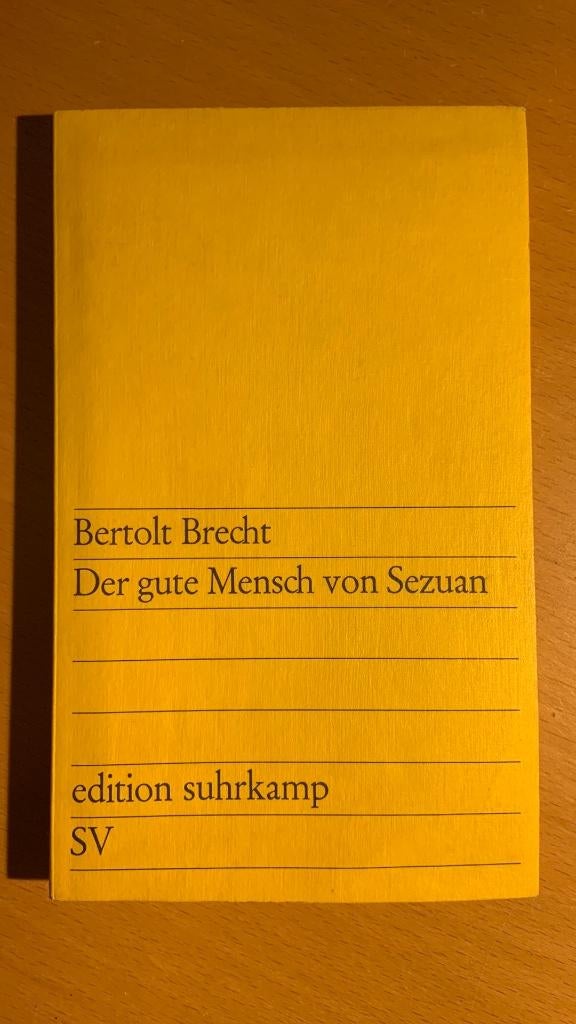 Bertolt Brecht
Der gute Mensch von Sezuan
edition suhrkamp
SV